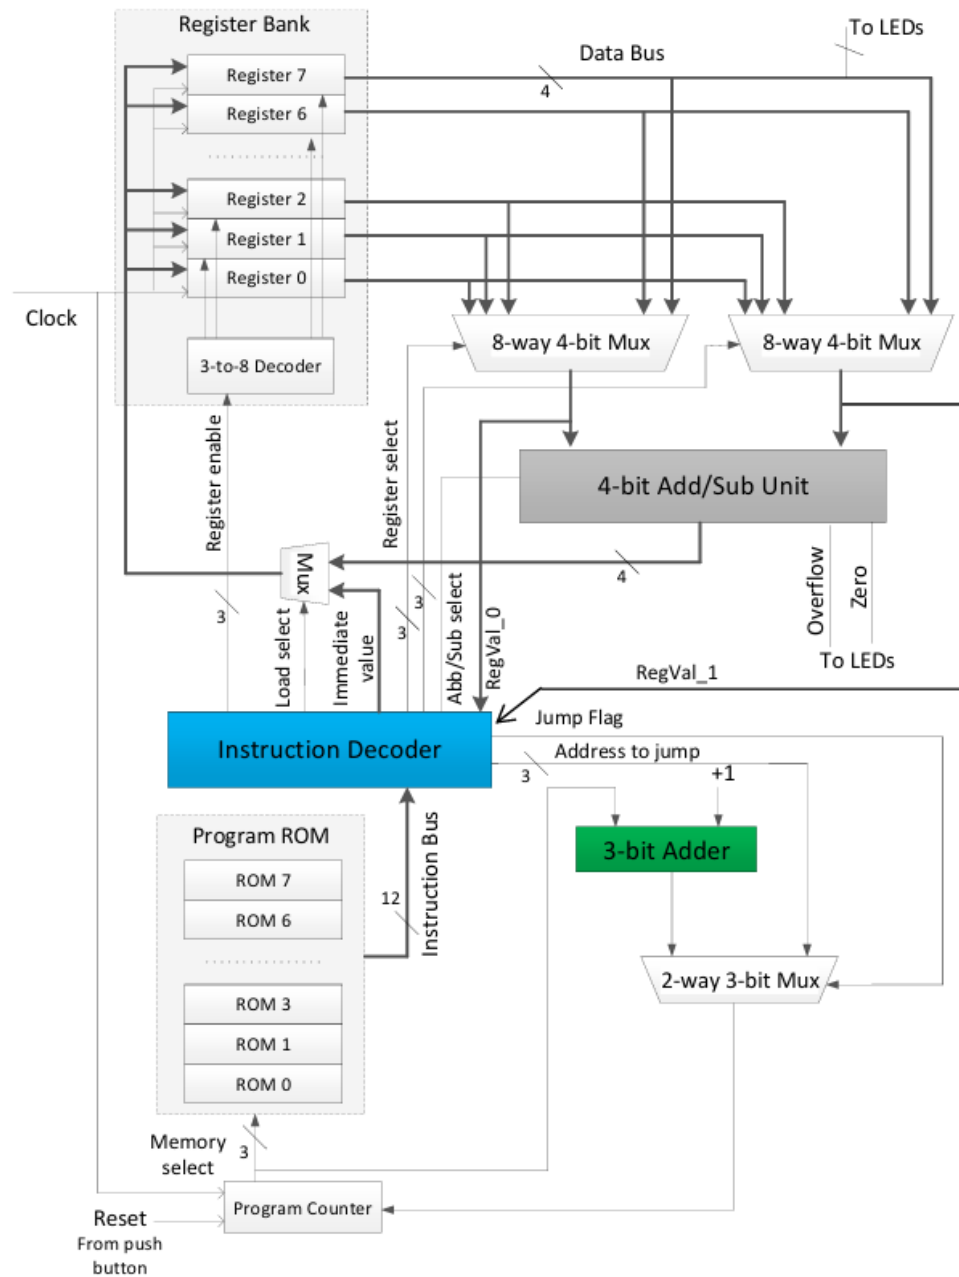 Register Bank
To LEDs
Data Bus
Register 7
4
Register 6
Register 2
Register 1
Register 0
Clock
8-way 4-bit Mux
8-way 4-bit Mux
3-to-8 Decoder
Register enable
Register select
4-bit Add/Sub Unit
Mux
4
3
3
3
Load select
Immediate
value
Abb/Sub select
RegVal_0
Overflow
Zero
To LEDs
RegVal_1
Instruction Decoder
Jump Flag
Address to jump
3
+1
Program ROM
3-bit Adder
ROM 7
ROM 6
12
Instruction Bus
2-way 3-bit Mux
ROM 3
ROM 1
ROM 0
Memory
select
3
Program Counter
Reset
From push
button